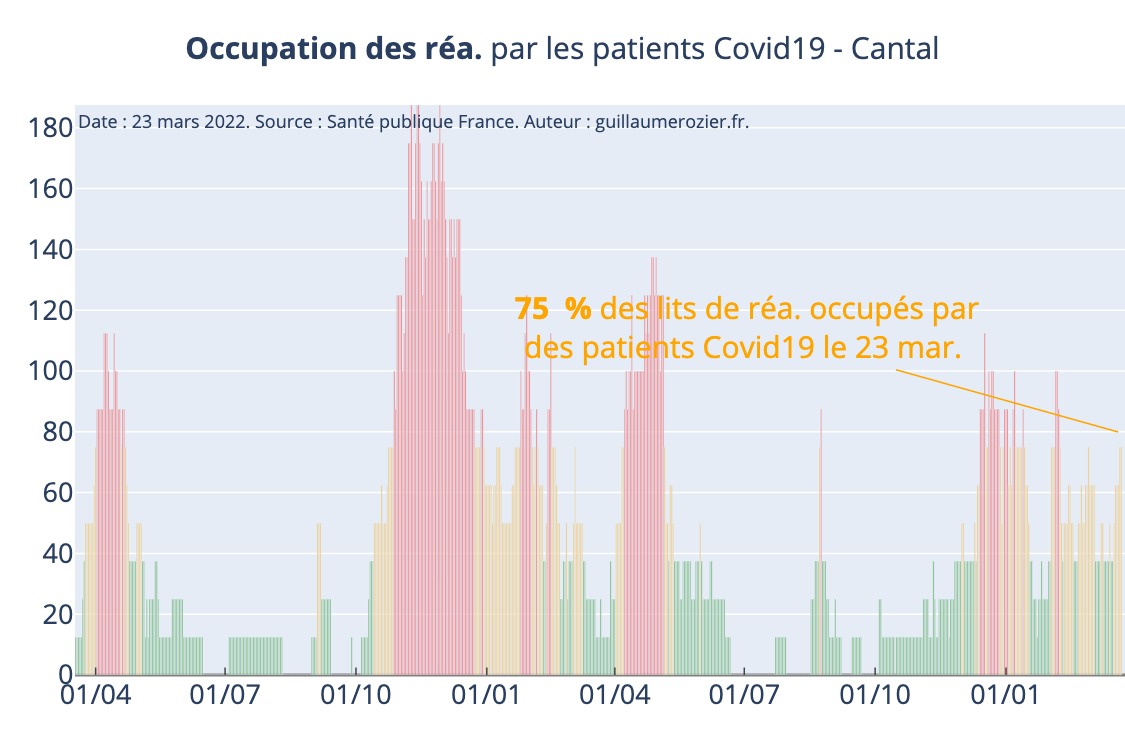 Occupation des réa. par les patients Covid19 - Cantal
180
Date : 23 mars 2022. Source : Santé publique France. Auteur : guillaumerozier.fr.
160
140
120
75 % des lits de réa. occupés par
des patients Covid19 le 23 mar.
100
80
60
40
20
0
01/04 01/07 01/10 01/01 01/04 01/07 01/10 01/01